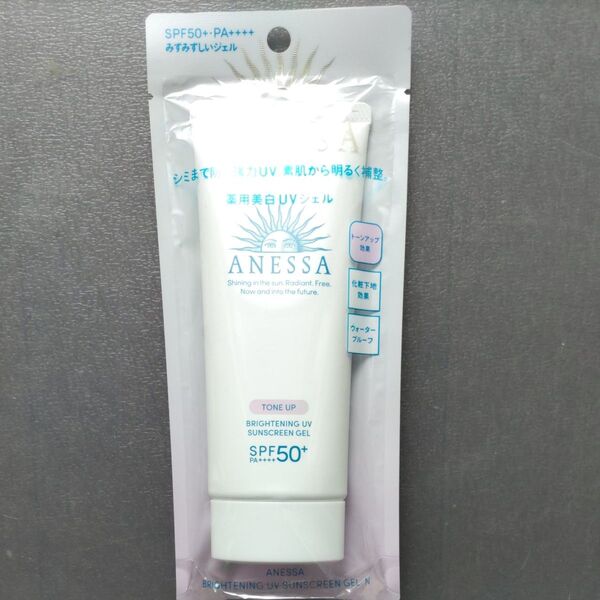 SPF50+・PA++++
みずみずしいジェル
S A
シミまで防 力UV 素肌から明るく補整。
薬用美白UVジェル
ANESSA
Shining in the sun. Radiant. Free.
Now and into the future.
トーンアップ
効果
化粧下地
効果
ウォーター
プルーフ
TONE UP
BRIGHTENING UV
SUNSCREEN GEL
SPF50+
PA++++
ANESSA
BRIGHTENING UV SUNSCREEN GEL N